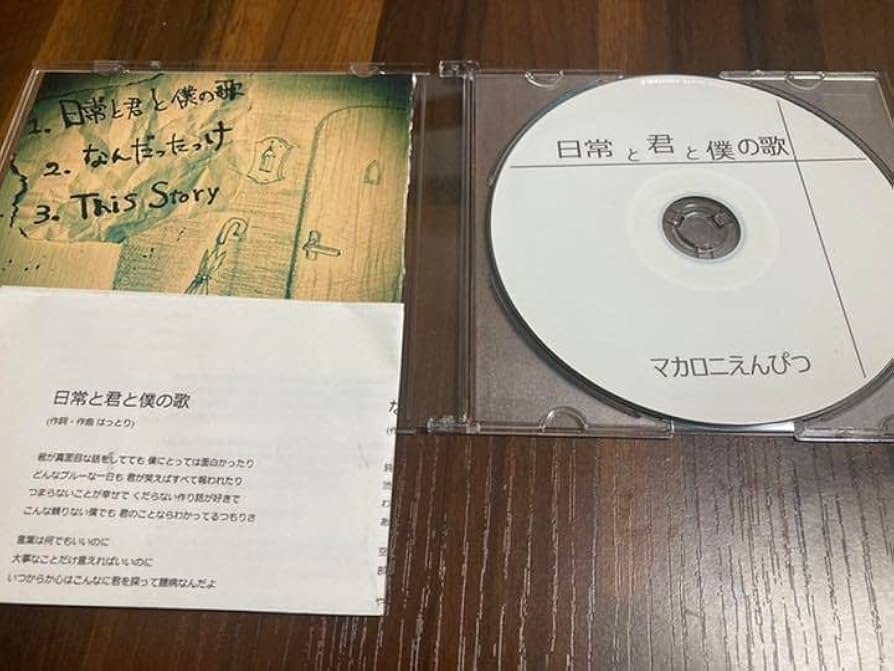 1. 日常と君と僕の歌
2. なんだったっけ
3. This Story
日常と君と僕の歌
(作詞・作曲 はっとり)
君が真面目な話をしてても 僕にとっては面白かったり
どんなブルーな一日も 君が笑えばすべて報われたり
つまらないことが幸せで くだらない作り話が好きで
こんな頼りない僕でも 君のことならわかってるつもりさ
言葉は何でもいいのに
大事なことだけ言えればいいのに
いつからか心はこんなに君を探って臆病なんだよ
な
日常と君と僕の歌
マカロニえんぴつ